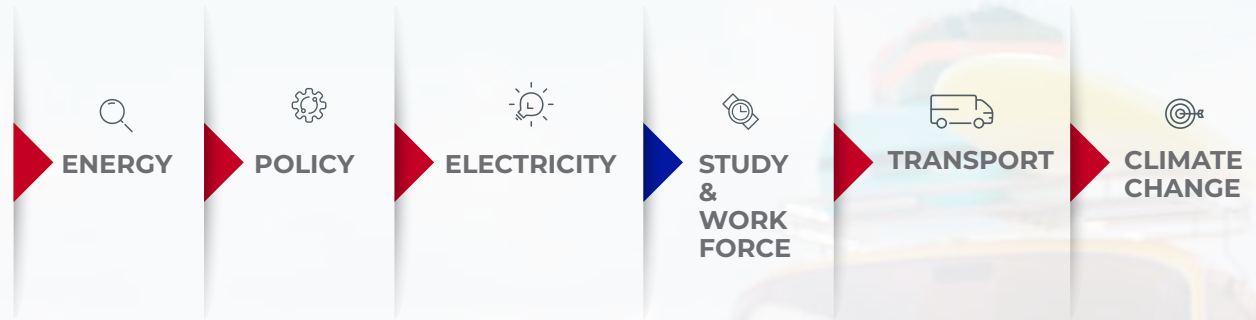 ENERGY
POLICY
ELECTRICITY
STUDY
&
WORK
FORCE
TRANSPORT
CLIMATE
CHANGE